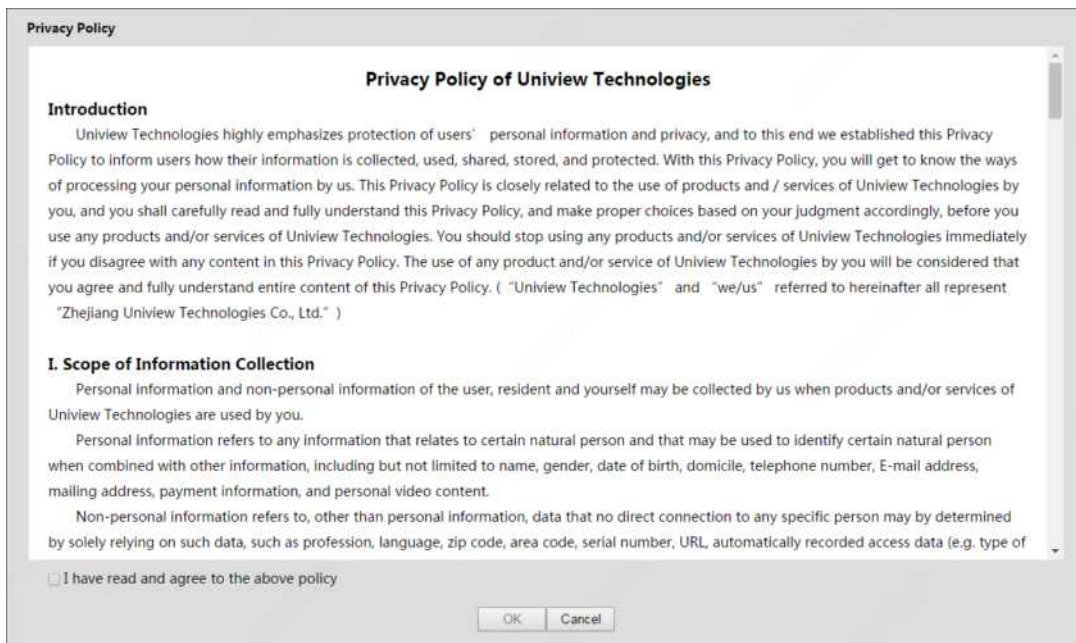 Privacy Policy
Privacy Policy of Uniview Technologies
Introduction
Uniview Technologies highly emphasizes protection of users' personal information and privacy, and to this end we established this Privacy
Policy to inform users how their information is collected, used, shared, stored, and protected. With this Privacy Policy, you will get to know the ways
of processing your personal information by us. This Privacy Policy is closely related to the use of products and / services of Uniview Technologies by
you, and you shall carefully read and fully understand this Privacy Policy, and make proper choices based on your judgment accordingly, before you
use any products and/or services of Uniview Technologies. You should stop using any products and/or services of Uniview Technologies immediately
if you disagree with any content in this Privacy Policy. The use of any product and/or service of Uniview Technologies by you will be considered that
you agree and fully understand entire content of this Privacy Policy. ( “Uniview Technologies” and “we/us” referred to hereinafter all represent
“Zhejiang Uniview Technologies Co., Ltd.” )
I. Scope of Information Collection
Personal information and non-personal information of the user, resident and yourself may be collected by us when products and/or services of
Uniview Technologies are used by you.
Personal information refers to any information that relates to certain natural person and that may be used to identify certain natural person
when combined with other information, including but not limited to name, gender, date of birth, domicile, telephone number, E-mail address,
mailing address, payment information, and personal video content.
Non-personal information refers to, other than personal information, data that no direct connection to any specific person may by determined
by solely relying on such data, such as profession, language, zip code, area code, serial number, URL, automatically recorded access data (e.g. type of
I have read and agree to the above policy
OK Cancel